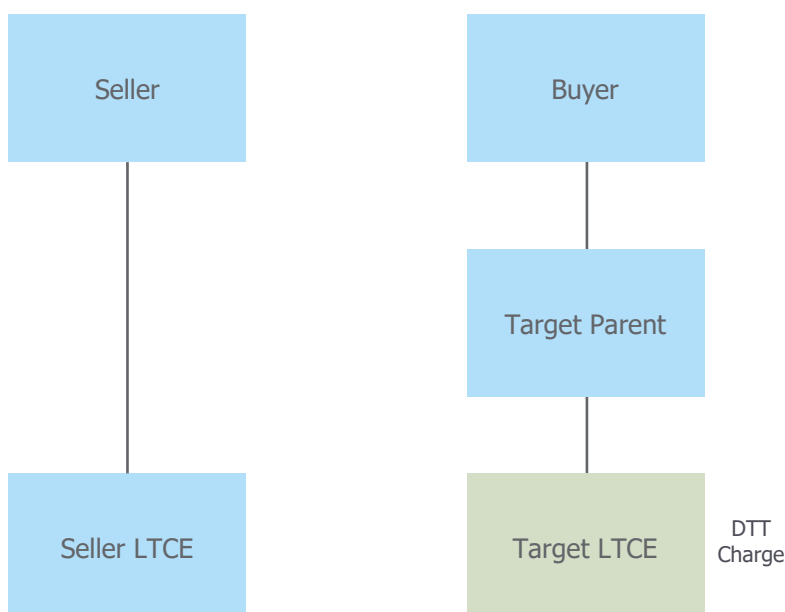 Seller
Buyer
Target Parent
Seller LTCE
Target LTCE
DTT
Charge